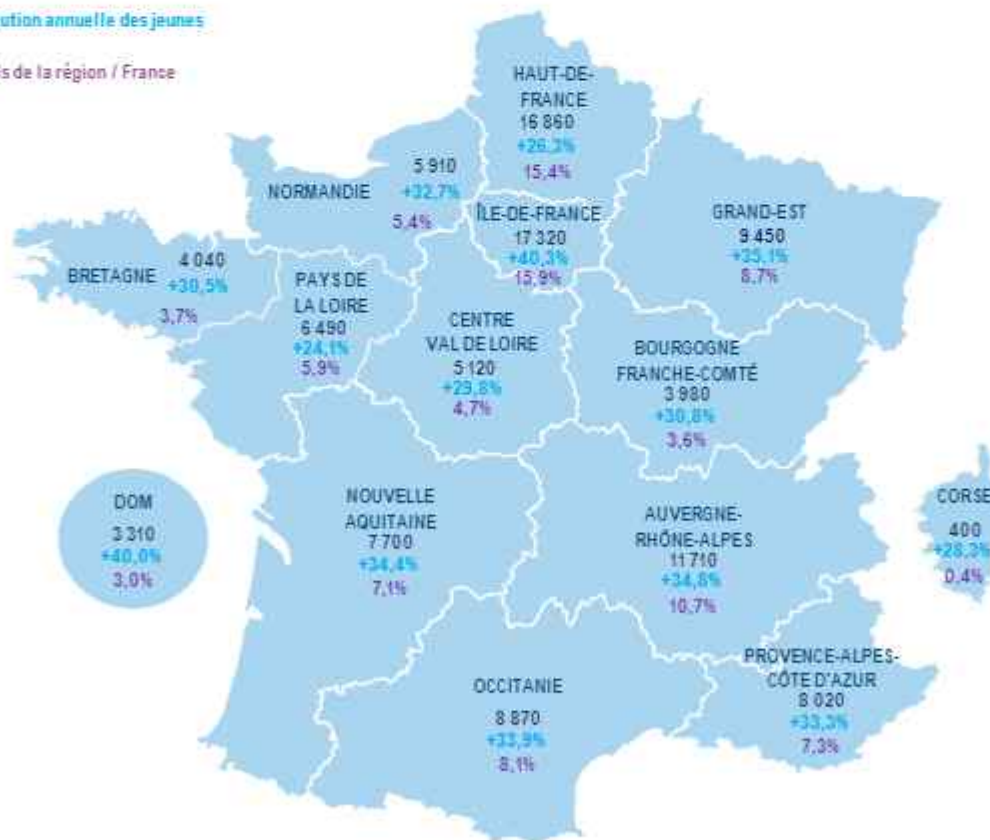 ution annuelle des jeunes
s de la région / France
HAUT-DE-
FRANCE
16 860
+26,3%
15,4%
NORMANDIE
5 910
+32,7%
5,4%
ÎLE-DE-FRANCE
17 320
+40,3%
15,9%
GRAND-EST
9 450
+35,1%
8,7%
BRETAGNE
4 040
+30,5%
3,7%
PAYS DE
LA LOIRE
6 490
+24,1%
5,9%
CENTRE
VAL DE LOIRE
5 120
+29,8%
4,7%
BOURGOGNE
FRANCHE-COMTÉ
3 980
+30,8%
3,6%
DOM
3 310
+40,0%
3,0%
NOUVELLE
AQUITAINE
7 700
+34,4%
7,1%
AUVERGNE-
RHÔNE-ALPES
11 710
+34,8%
10,7%
CORSE
400
+28,3%
0,4%
PROVENCE-ALPES-
CÔTE D'AZUR
8 020
+33,3%
7,3%
OCCITANIE
8 870
+33,9%
8,1%